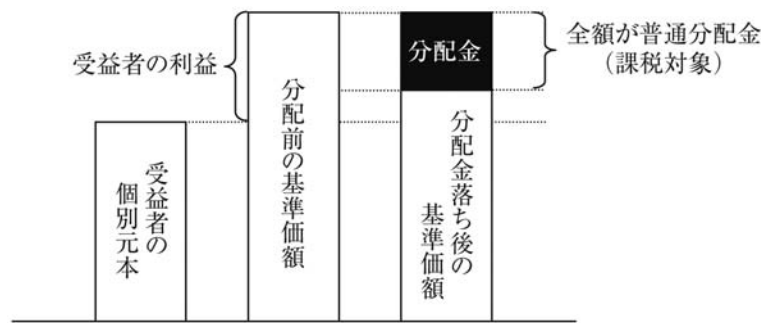 受益者の利益
受益者の
個別元本
分配前の基準価額
分配金
分配金落ち後の
基準価額
全額が普通分配金
（課税対象）